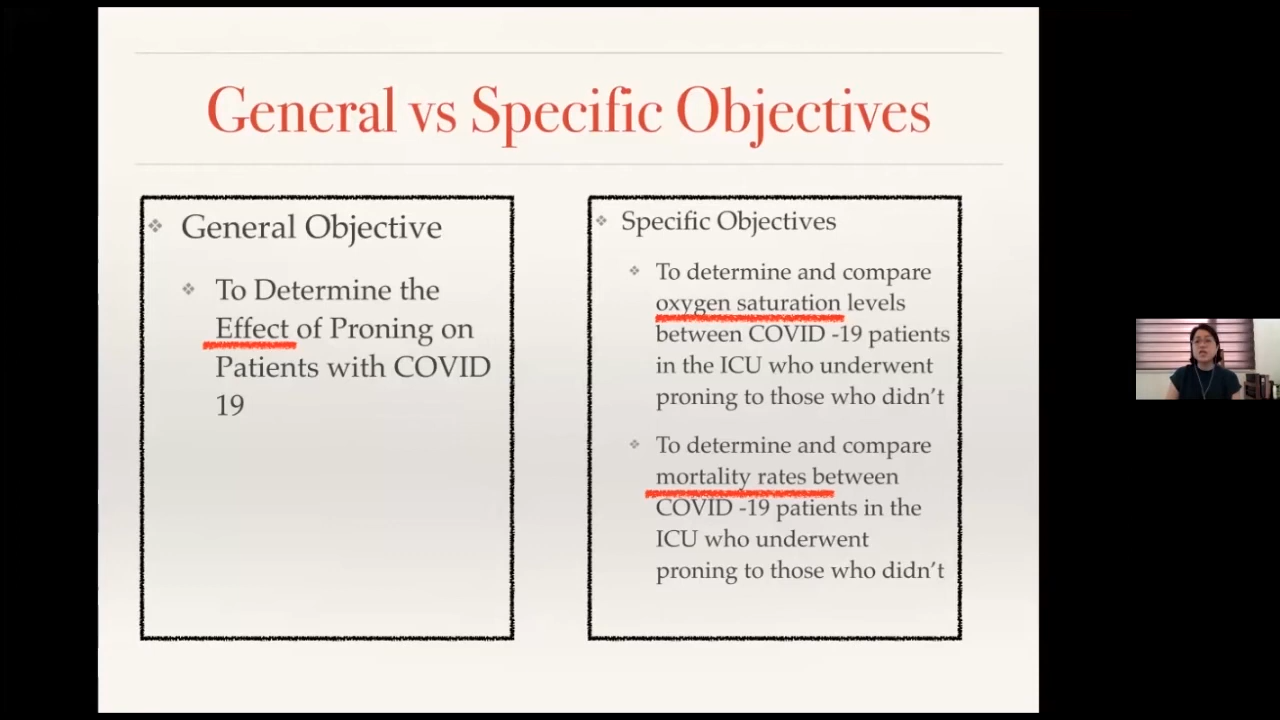 General vs Specific Objectives
General Objective
To Determine the
Effect of Proning on
Patients with COVID
19
Specific Objectives
To determine and compare
oxygen saturation levels
between COVID -19 patients
in the ICU who underwent
proning to those who didn’t
To determine and compare
mortality rates between
COVID -19 patients in the
ICU who underwent
proning to those who didn’t